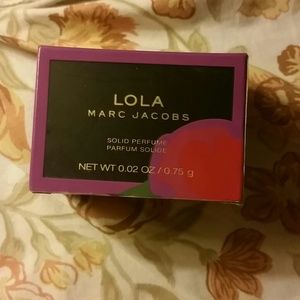 LOLA
MARC JACOBS
SOLID PERFUME
PARFUM SOLIDE
NET WT 0.02 OZ / 0.75 g